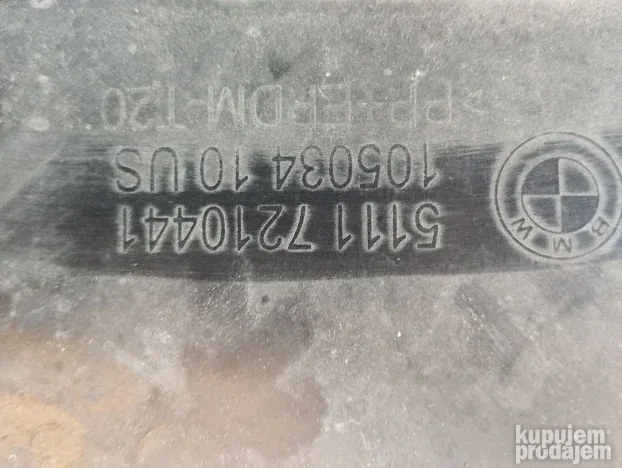 BMW
5111 7210441
105034 10 US
>PP+EPDM-T20
kupujem
prodajem